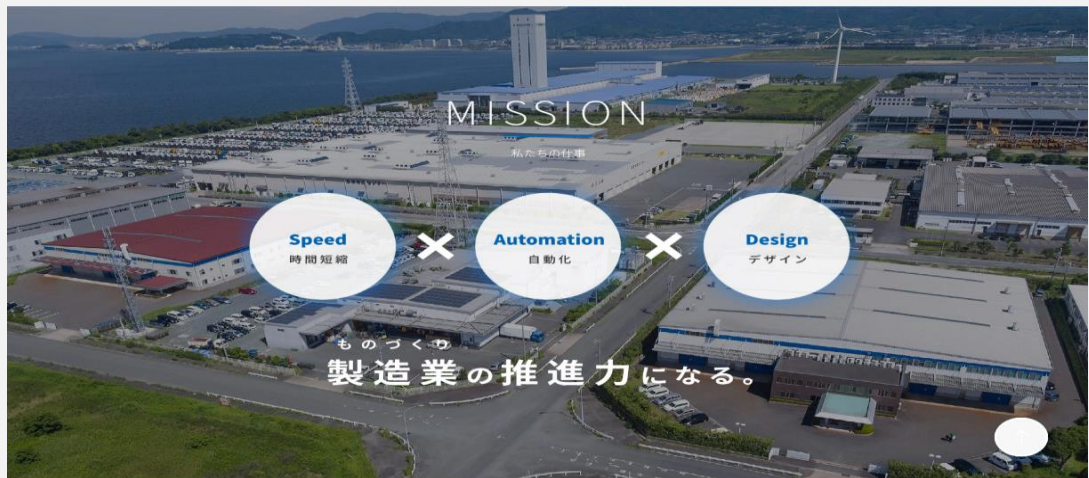 MISSION
私たちの仕事
Speed
時間短縮
×
Automation
自動化
×
Design
デザイン
ものづくり
製造業の推進力になる。
↑